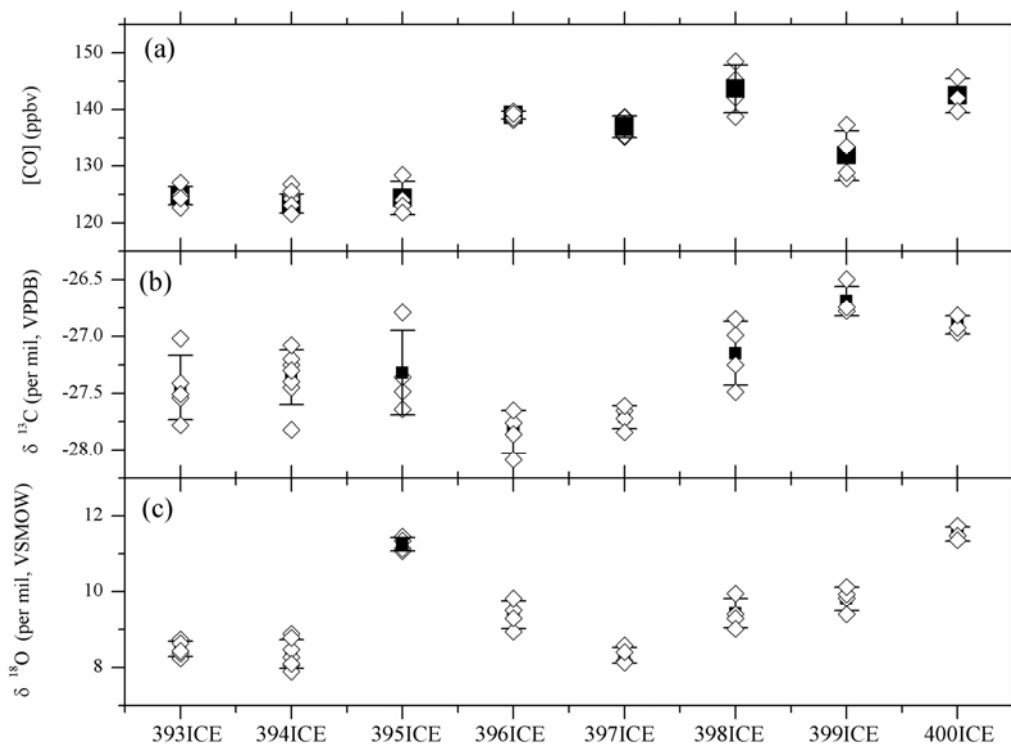 (a)
150
140
130
120
[CO] (ppbv)
(b)
-26.5
-27.0
-27.5
-28.0
δ ¹³C (per mil, VPDB)
(c)
12
10
8
δ ¹⁸O (per mil, VSMOW)
393ICE 394ICE 395ICE 396ICE 397ICE 398ICE 399ICE 400ICE